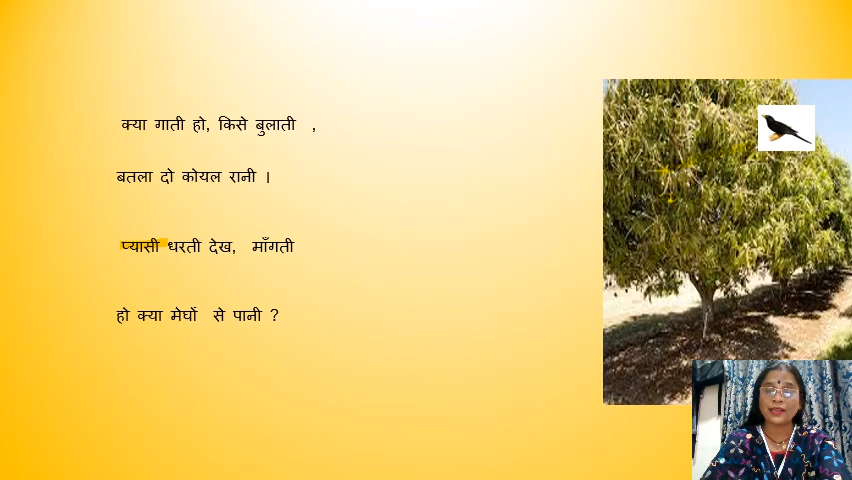 क्या गाती हो, किसे बुलाती ,
बतला दो कोयल रानी ।
प्यासी धरती देख, माँगती
हो क्या मेघों से पानी ?